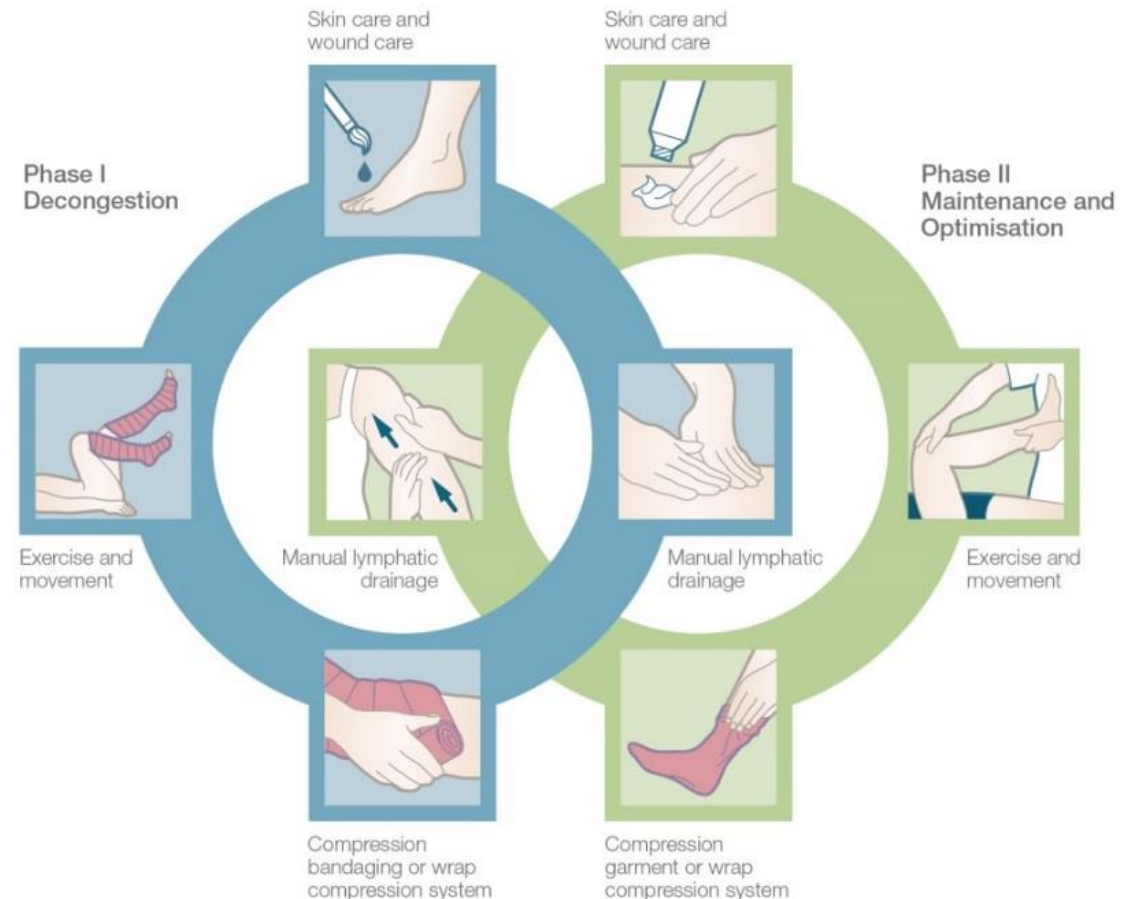 Skin care and
wound care
Skin care and
wound care
Phase I
Decongestion
Phase II
Maintenance and
Optimisation
Exercise and
movement
Manual lymphatic
drainage
Manual lymphatic
drainage
Exercise and
movement
Compression
bandaging or wrap
compression system
Compression
garment or wrap
compression system